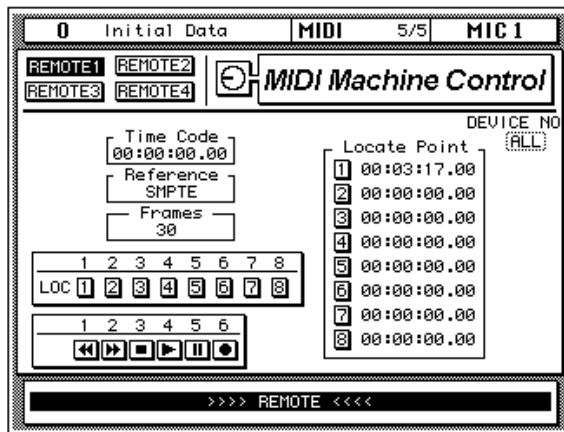 0 Initial Data MIDI 5/5 MIC 1
REMOTE1 REMOTE2
REMOTE3 REMOTE4
MIDI Machine Control
DEVICE NO
ALL
Time Code
00:00:00.00
Reference
SMPTE
Frames
30
1 2 3 4 5 6 7 8
LOC 1 2 3 4 5 6 7 8
1 2 3 4 5 6
Locate Point
1 00:03:17.00
2 00:00:00.00
3 00:00:00.00
4 00:00:00.00
5 00:00:00.00
6 00:00:00.00
7 00:00:00.00
8 00:00:00.00
>>>> REMOTE <<<<